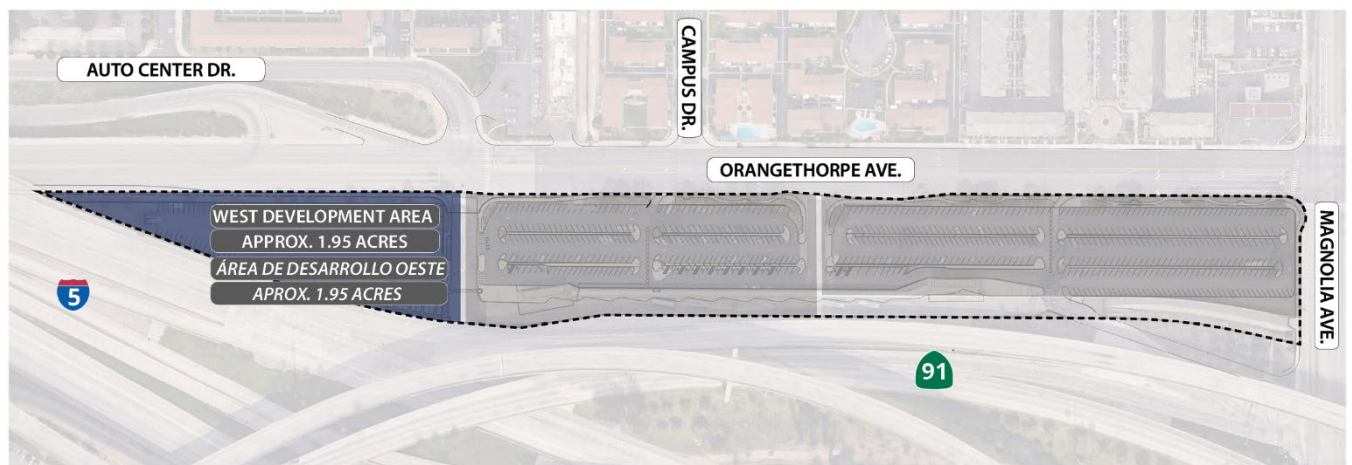 AUTO CENTER DR.
CAMPUS DR.
ORANGETHORPE AVE.
WEST DEVELOPMENT AREA
APPROX. 1.95 ACRES
ÁREA DE DESARROLLO OESTE
APROX. 1.95 ACRES
MAGNOLIA AVE.
5
91